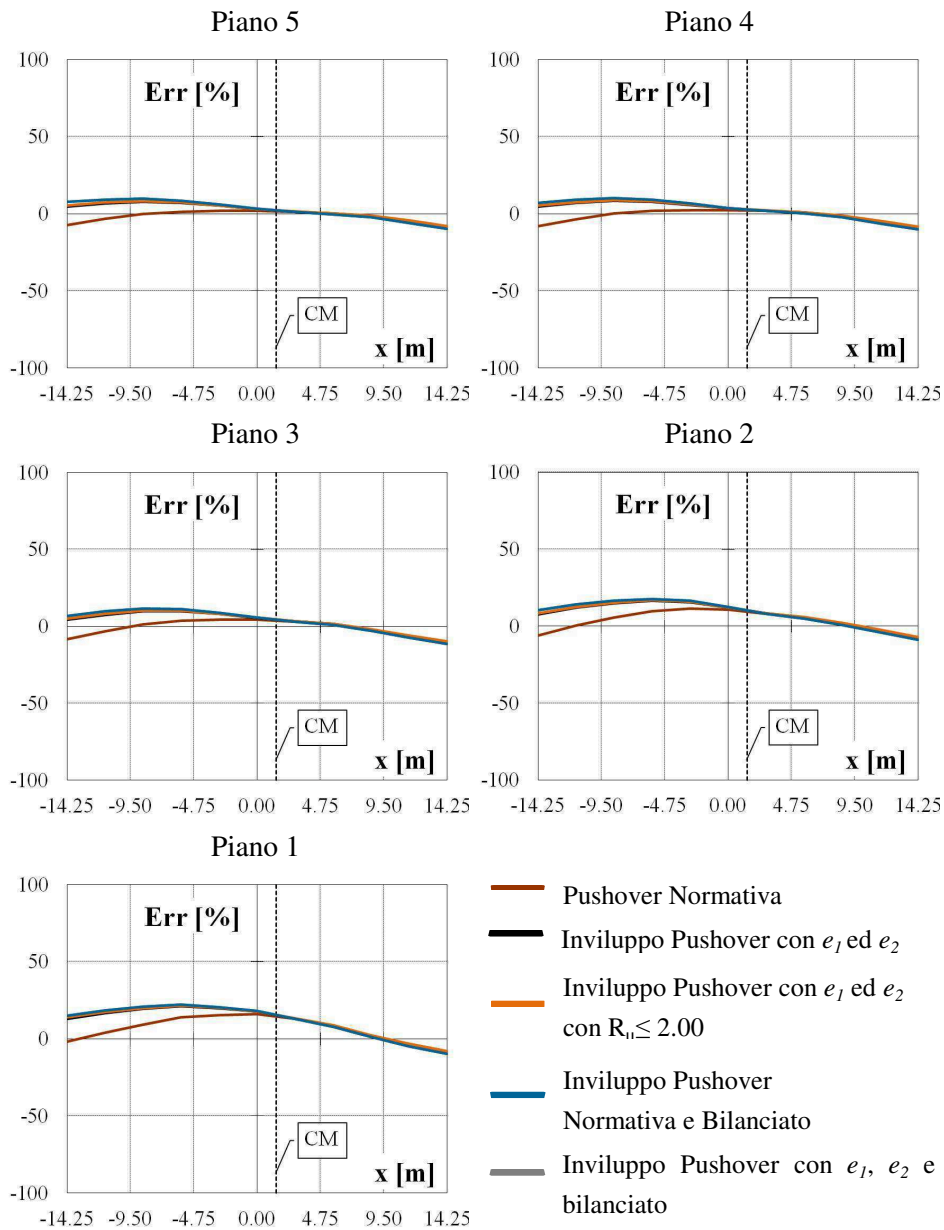 Piano 5
Piano 4
100
50
0
-50
-100
Err [%]
CM
x [m]
-14.25 -9.50 -4.75 0.00 4.75 9.50 14.25
100
50
0
-50
-100
Err [%]
CM
x [m]
-14.25 -9.50 -4.75 0.00 4.75 9.50 14.25
Piano 3
Piano 2
100
50
0
-50
-100
Err [%]
CM
x [m]
-14.25 -9.50 -4.75 0.00 4.75 9.50 14.25
100
50
0
-50
-100
Err [%]
CM
x [m]
-14.25 -9.50 -4.75 0.00 4.75 9.50 14.25
Piano 1
100
50
0
-50
-100
Err [%]
CM
x [m]
-14.25 -9.50 -4.75 0.00 4.75 9.50 14.25
Pushover Normativa
Inviluppo Pushover con e1 ed e2
Inviluppo Pushover con e1 ed e2
con Rμ≤ 2.00
Inviluppo Pushover
Normativa e Bilanciato
Inviluppo Pushover con e1, e2 e
bilanciato